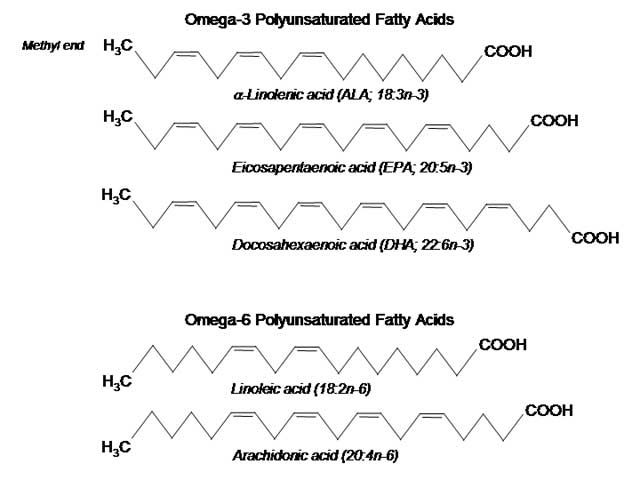 Omega-3 Polyunsaturated Fatty Acids
Methyl end H₃C COOH
α-Linolenic acid (ALA; 18:3n-3)
H₃C COOH
Eicosapentaenoic acid (EPA; 20:5n-3)
H₃C COOH
Docosahexaenoic acid (DHA; 22:6n-3)
Omega-6 Polyunsaturated Fatty Acids
H₃C COOH
Linoleic acid (18:2n-6)
H₃C COOH
Arachidonic acid (20:4n-6)